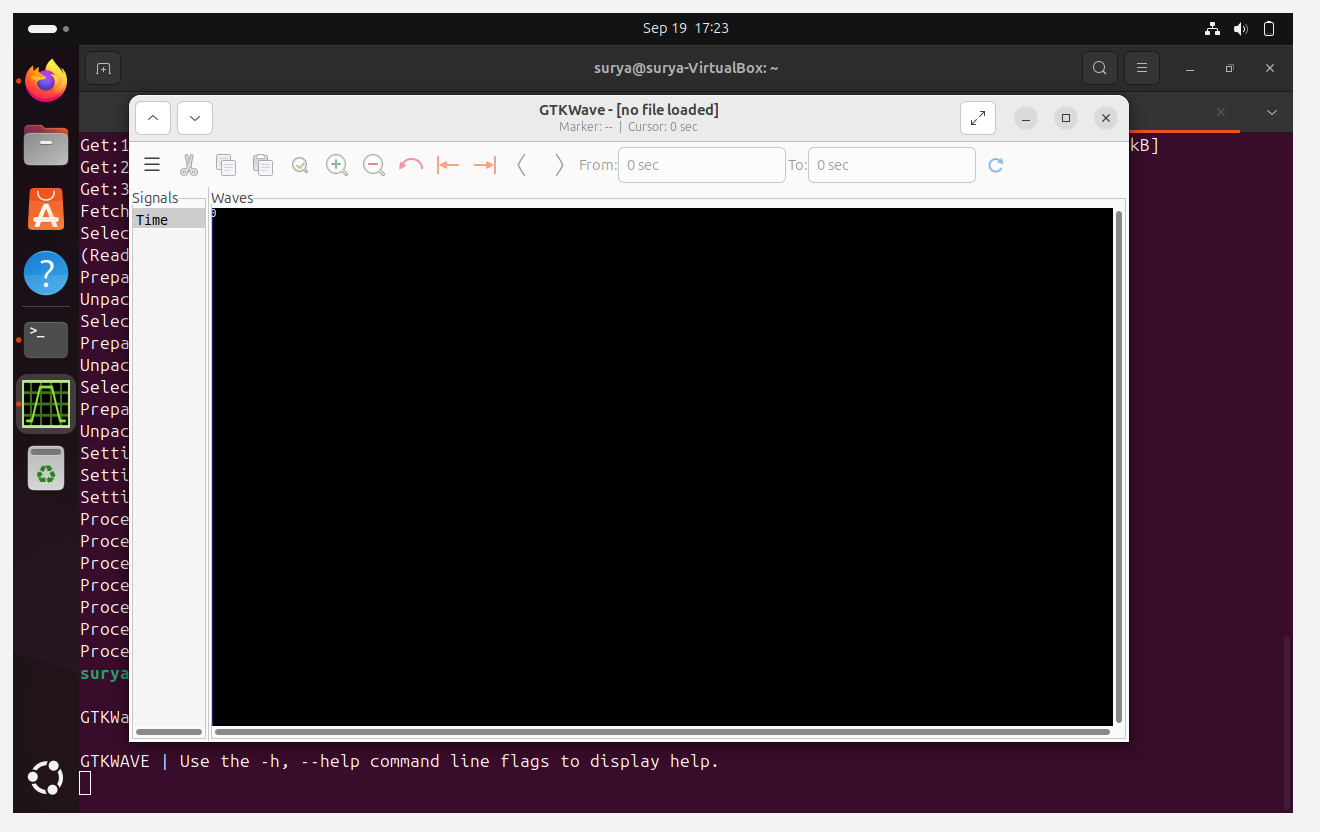 Sep 19 17:23
surya@surya-VirtualBox: ~
GTKWave - [no file loaded]
Marker: -- | Cursor: 0 sec
From: 0 sec To: 0 sec
Signals
Waves
Time
0
Get:1
kB]
Get:2
Get:3
Fetch
Selec
(Read
Prepa
Unpac
Selec
Prepa
Unpac
Selec
Prepa
Unpac
Setti
Setti
Setti
Proce
Proce
Proce
Proce
Proce
Proce
Proce
surya
GTKWa
GTKWAVE | Use the -h, --help command line flags to display help.